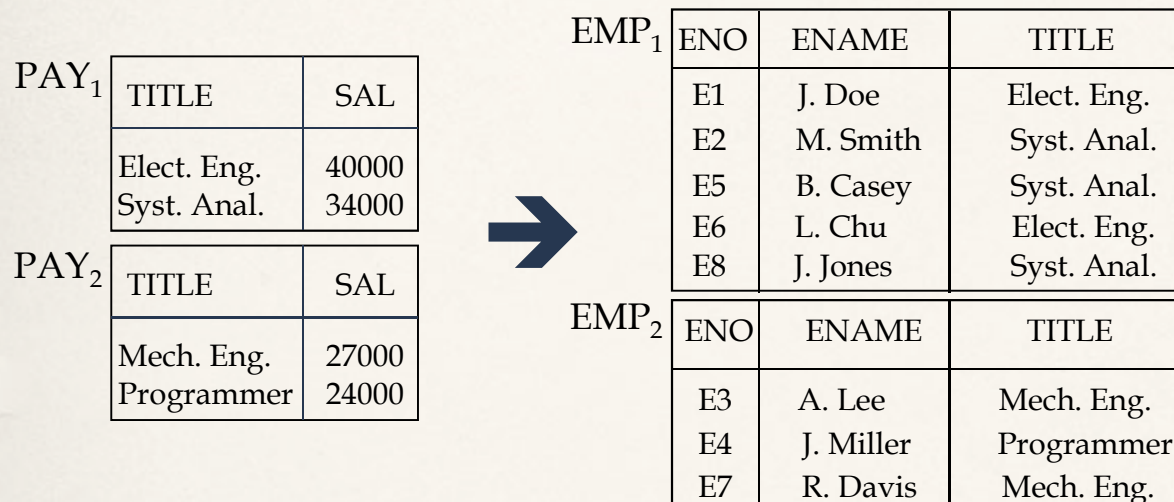 PAY₁
TITLE SAL
Elect. Eng. 40000
Syst. Anal. 34000
PAY₂
TITLE SAL
Mech. Eng. 27000
Programmer 24000
EMP₁
ENO ENAME TITLE
E1 J. Doe Elect. Eng.
E2 M. Smith Syst. Anal.
E5 B. Casey Syst. Anal.
E6 L. Chu Elect. Eng.
E8 J. Jones Syst. Anal.
EMP₂
ENO ENAME TITLE
E3 A. Lee Mech. Eng.
E4 J. Miller Programmer
E7 R. Davis Mech. Eng.